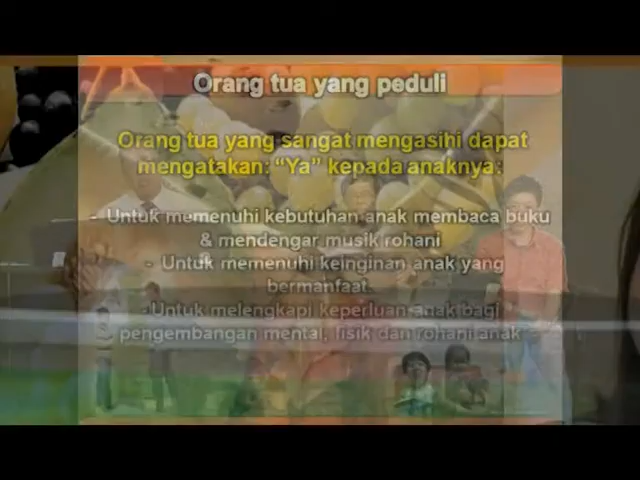 Orang tua yang peduli
Orang tua yang sangat mengasihi dapat
mengatakan: “Ya” kepada anaknya:
- Untuk memenuhi kebutuhan anak membaca buku
& mendengar musik rohani
- Untuk memenuhi keinginan anak yang
bermanfaat
-Untuk melengkapi keperluan anak bagi
pengembangan mental, fisik dan rohani anak